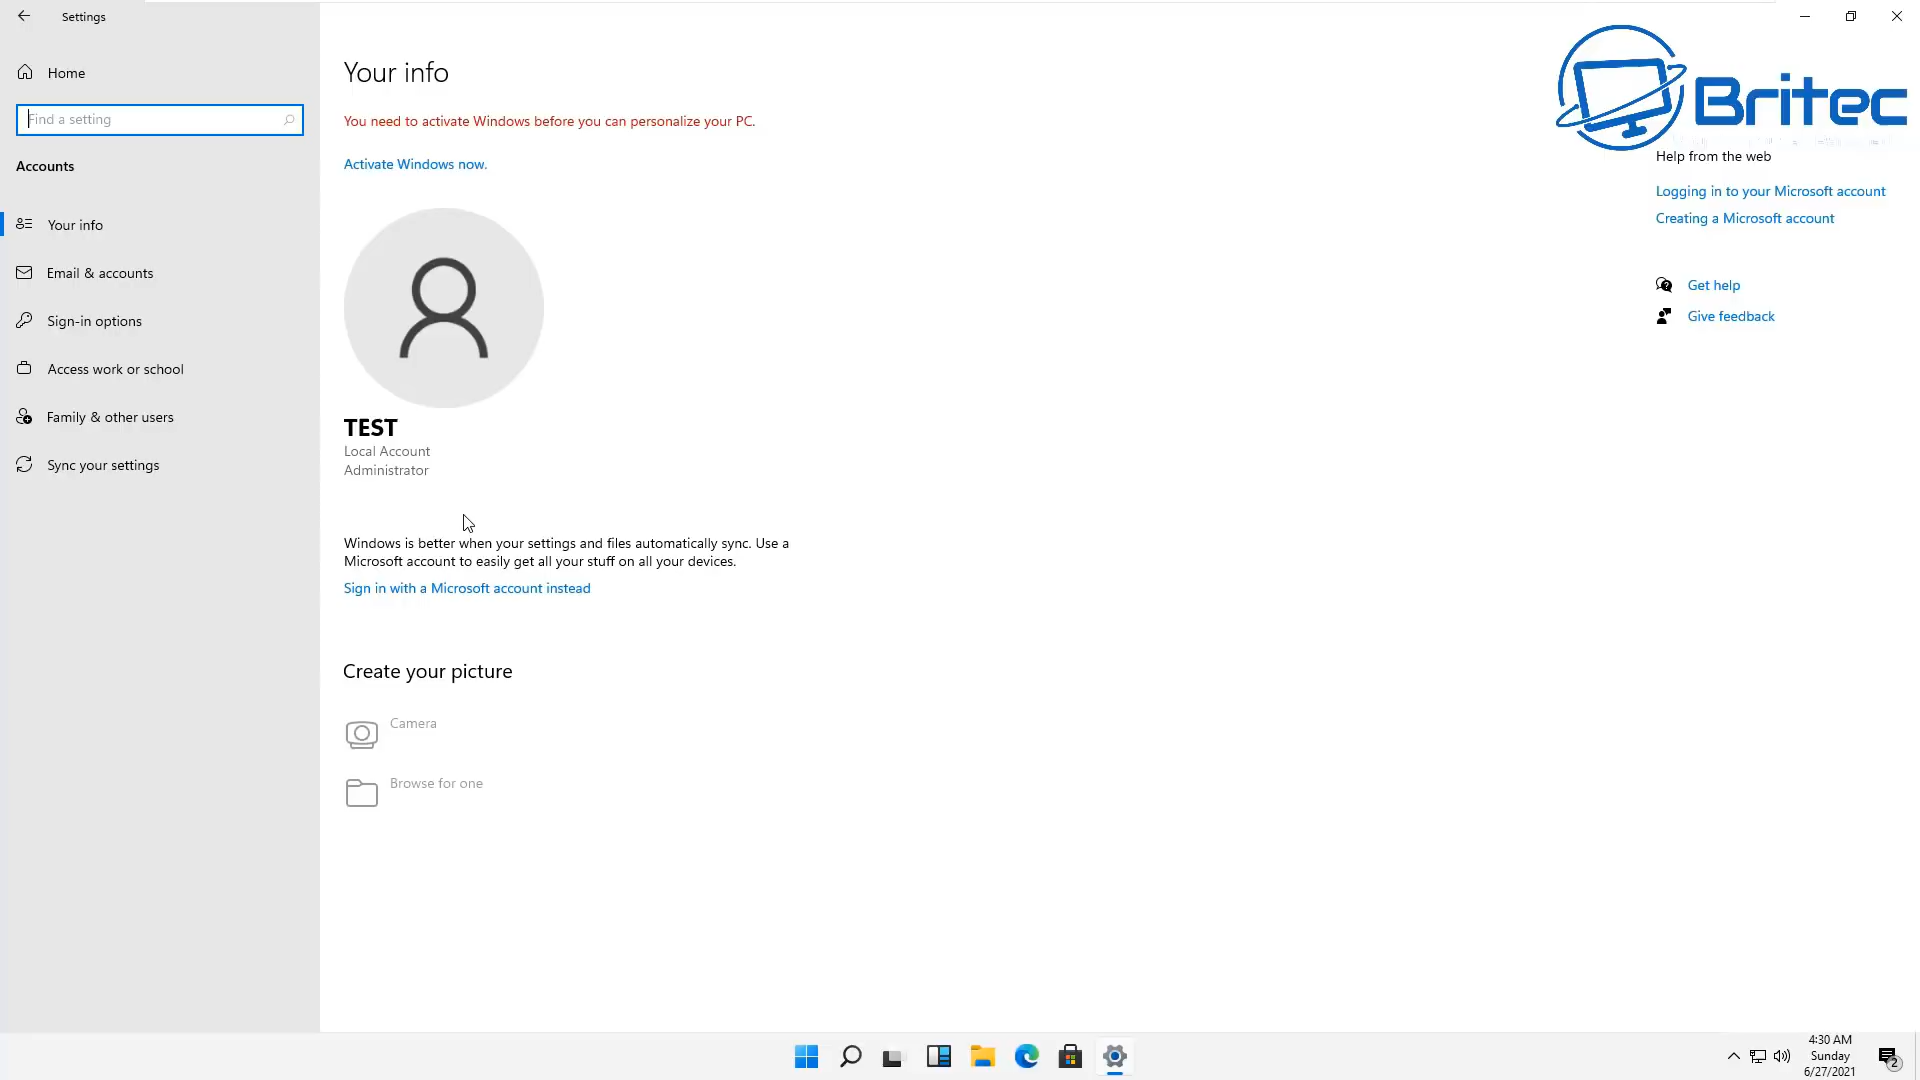 Settings
Home
Find a setting
Accounts
Your info
Email & accounts
Sign-in options
Access work or school
Family & other users
Sync your settings
Your info
You need to activate Windows before you can personalize your PC.
Activate Windows now.
TEST
Local Account
Administrator
Windows is better when your settings and files automatically sync. Use a
Microsoft account to easily get all your stuff on all your devices.
Sign in with a Microsoft account instead
Create your picture
Camera
Browse for one
Britec
Help from the web
Logging in to your Microsoft account
Creating a Microsoft account
Get help
Give feedback
4:30 AM
Sunday
6/27/2021
2